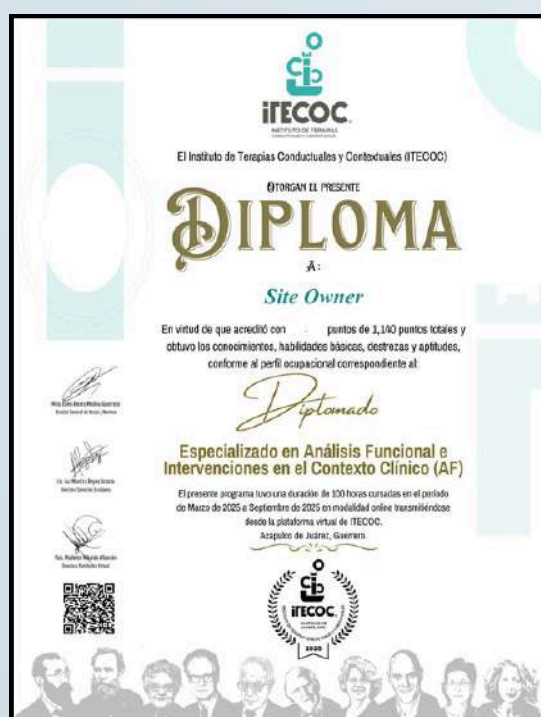 iTECOC
INSTITUTO DE TERAPIAS
El Instituto de Terapias Conductuales y Contextuales (ITECOC)
OTORGAN EL PRESENTE
DIPLOMA
A:
Site Owner
En virtud de que acreditó con . puntos de 1,140 puntos totales y
obtuvo los conocimientos, habilidades básicas, destrezas y aptitudes,
conforme al perfil ocupacional correspondiente al:
Diplomado
Especializado en Análisis Funcional e
Intervenciones en el Contexto Clínico (AF)
El presente programa tuvo una duración de 100 horas cursadas en el periodo
de Marzo de 2025 a Septiembre de 2025 en modalidad online transmitiéndose
desde la plataforma virtual de ITECOC.
Acapulco de Juárez, Guerrero.
iTECOC
2025